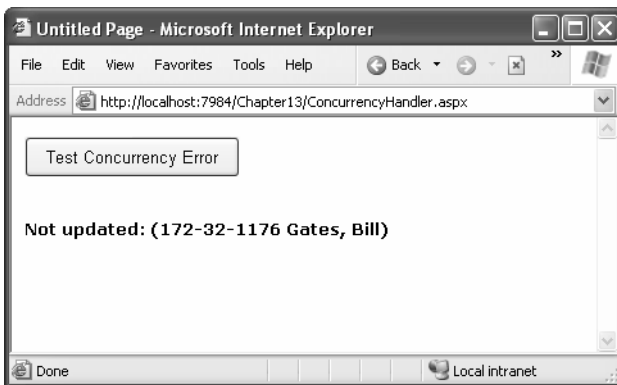 Untitled Page - Microsoft Internet Explorer
File Edit View Favorites Tools Help Back »
Address http://localhost:7984/Chapter13/ConcurrencyHandler.aspx
Test Concurrency Error
Not updated: (172-32-1176 Gates, Bill)
Done Local intranet